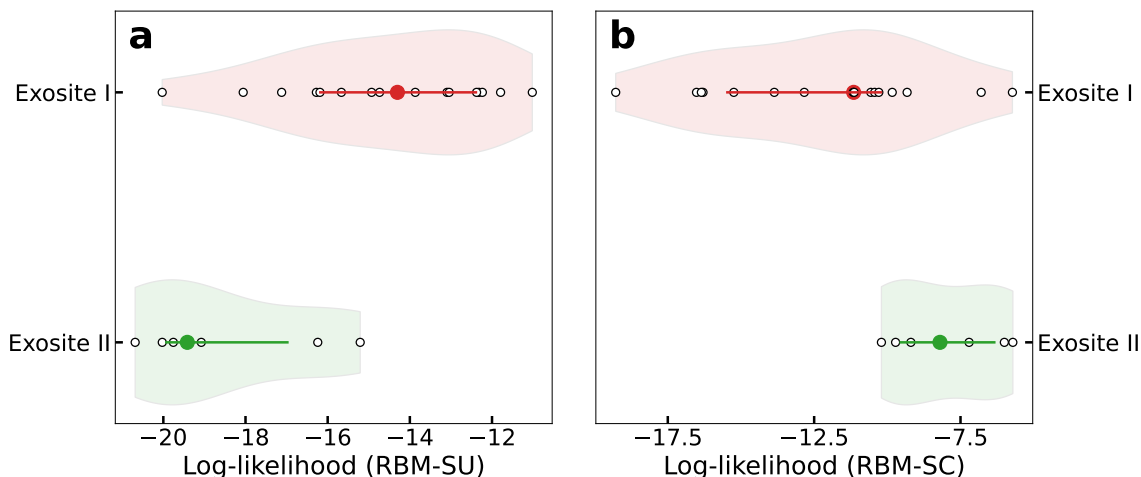 a
Exosite I
Exosite II
−20
−18
−16
−14
−12
Log-likelihood (RBM-SU)
b
Exosite I
Exosite II
−17.5
−12.5
−7.5
Log-likelihood (RBM-SC)